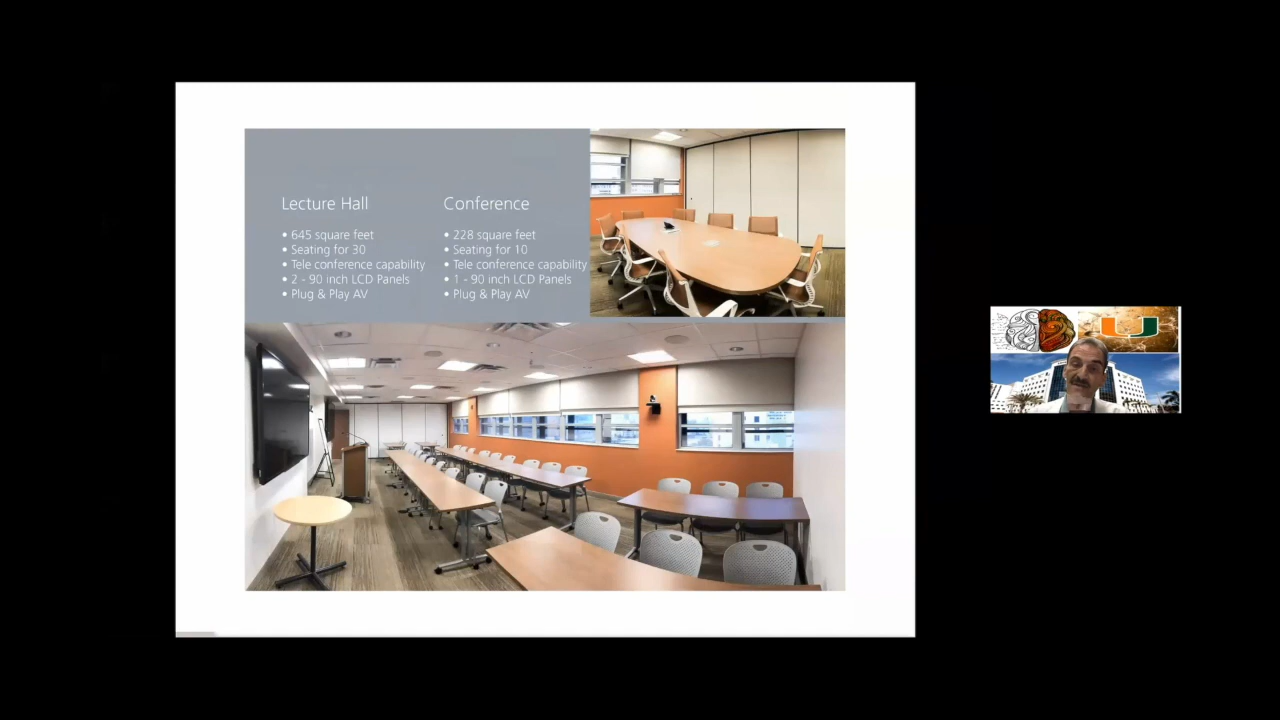 Lecture Hall
• 645 square feet
• Seating for 30
• Tele conference capability
• 2 - 90 inch LCD Panels
• Plug & Play AV
Conference
• 228 square feet
• Seating for 10
• Tele conference capability
• 1 - 90 inch LCD Panels
• Plug & Play AV